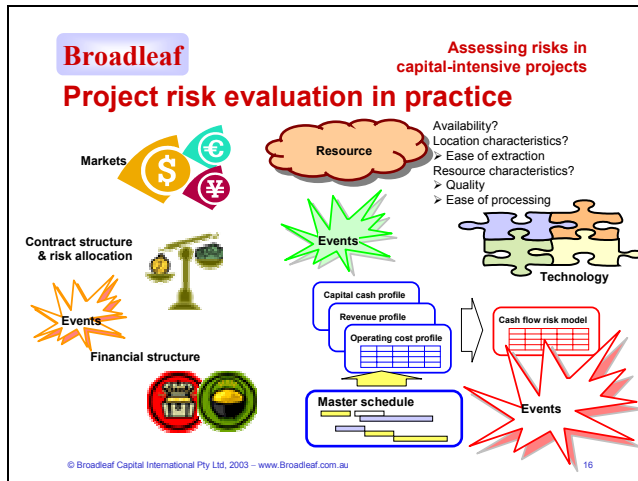 Broadleaf
Assessing risks in
capital-intensive projects
Project risk evaluation in practice
Markets
$
€
¥
Resource
Availability?
Location characteristics?
➢ Ease of extraction
Resource characteristics?
➢ Quality
➢ Ease of processing
Events
Technology
Contract structure
& risk allocation
Events
Financial structure
Capital cash profile
Revenue profile
Operating cost profile
Cash flow risk model
Master schedule
Events
© Broadleaf Capital International Pty Ltd, 2003 – www.Broadleaf.com.au
16